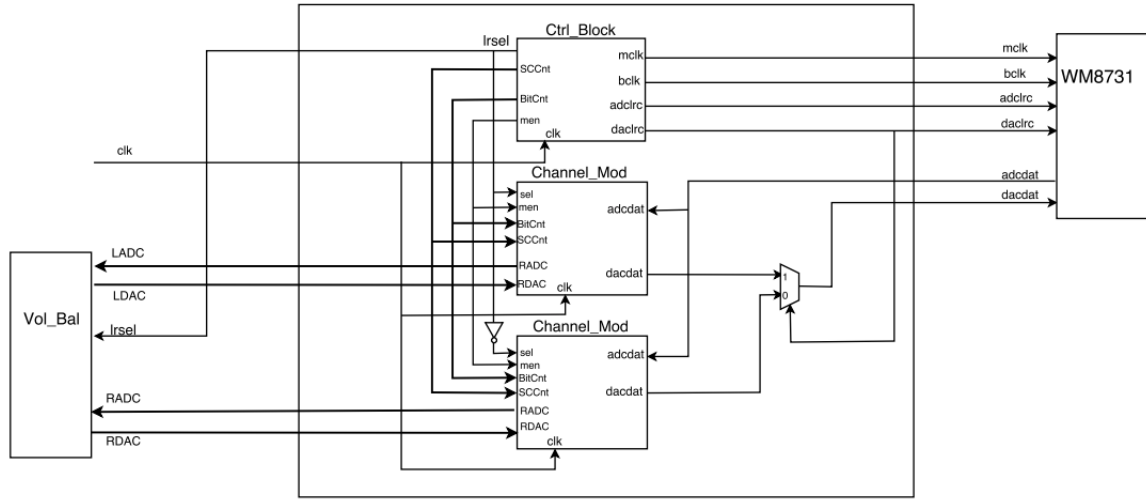 Ctrl_Block
lrsel
mclk
mclk
SCCnt
WM8731
bclk
bclk
BitCnt
adclrc
adclrc
men
daclrc
daclrc
clk
clk
Channel_Mod
adcdat
sel
men
adcdat
dacdat
BitCnt
SCCnt
LADC
RADC
dacdat
1
RDAC
clk
0
LDAC
Vol_Bal
lrsel
Channel_Mod
sel
adcdat
men
BitCnt
dacdat
SCCnt
RADC
RADC
RDAC
RDAC
clk